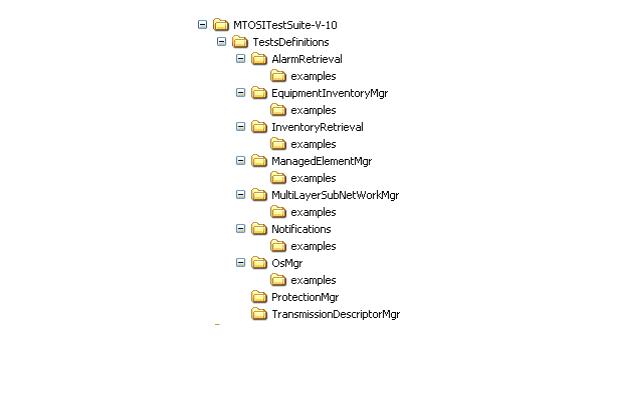 MTOSITestSuite-V-10
TestsDefinitions
AlarmRetrieval
examples
EquipmentInventoryMgr
examples
InventoryRetrieval
examples
ManagedElementMgr
examples
MultiLayerSubNetWorkMgr
examples
Notifications
examples
OsMgr
examples
ProtectionMgr
TransmissionDescriptorMgr